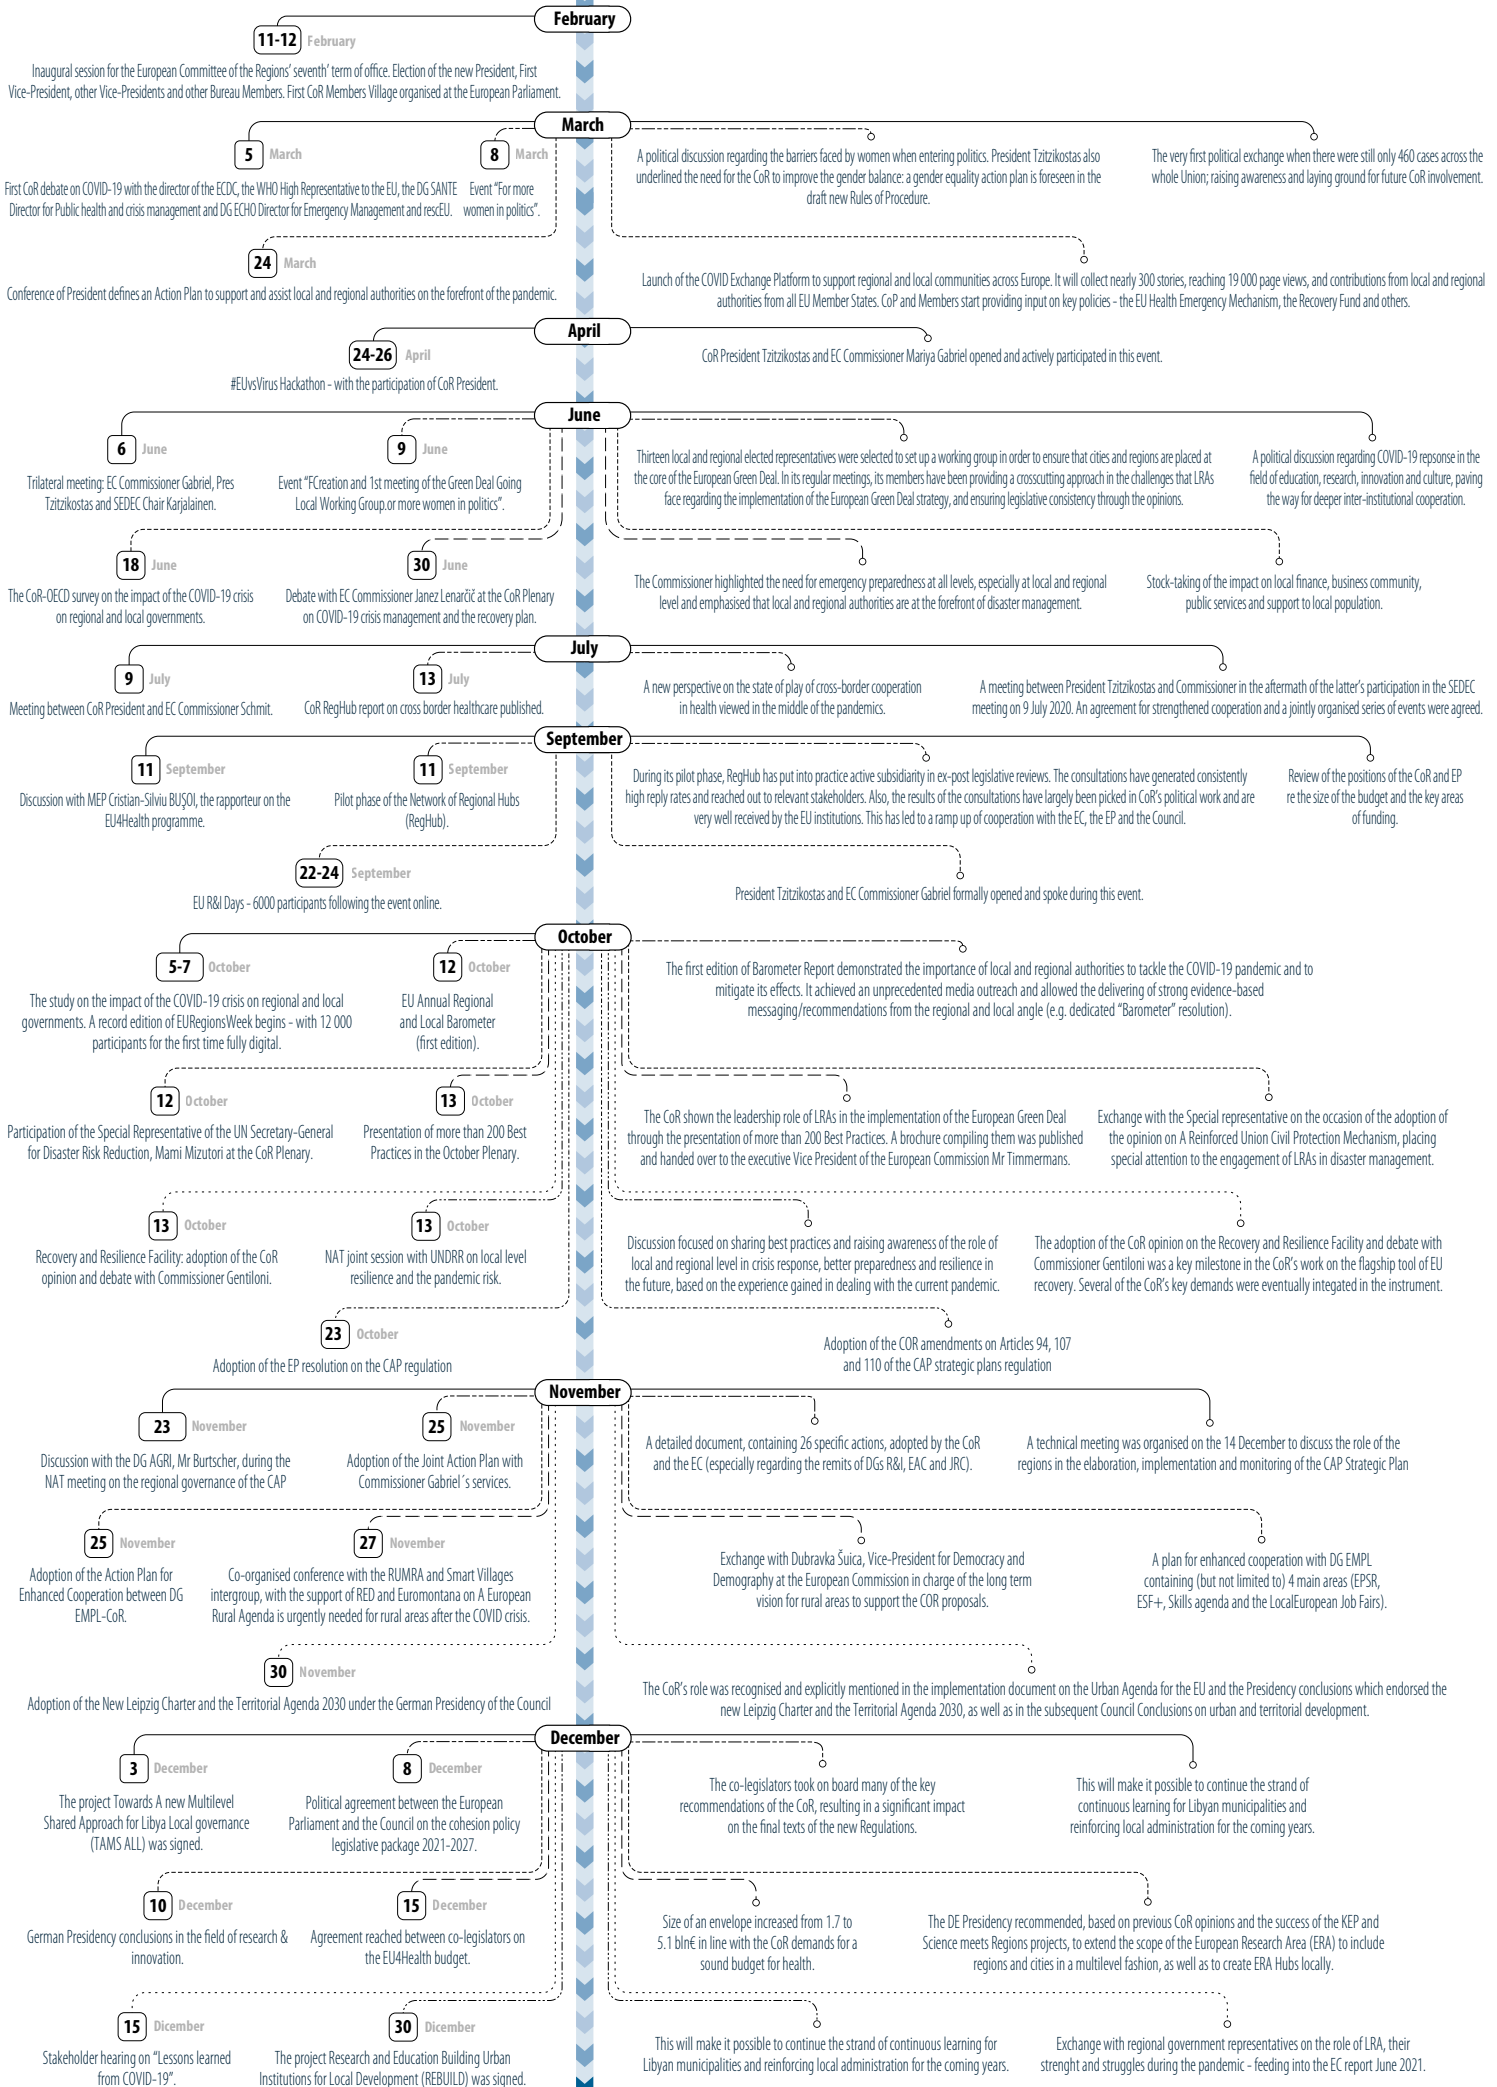 February
11-12 February
Inaugural session for the European Committee of the Regions' seventh' term of office. Election of the new President, First
Vice-President, other Vice-Presidents and other Bureau Members. First CoR Members Village organised at the European Parliament.
March
5 March
First CoR debate on COVID-19 with the director of the ECDC, the WHO High Representative to the EU, the DG SANTE
Director for Public health and crisis management and DG ECHO Director for Emergency Management and rescEU.
8 March
Event "For more
women in politics".
A political discussion regarding the barriers faced by women when entering politics. President Tzitzikostas also
underlined the need for the CoR to improve the gender balance: a gender equality action plan is foreseen in the
draft new Rules of Procedure.
The very first political exchange when there were still only 460 cases across the
whole Union; raising awareness and laying ground for future CoR involvement.
24 March
Conference of President defines an Action Plan to support and assist local and regional authorities on the forefront of the pandemic.
Launch of the COVID Exchange Platform to support regional and local communities across Europe. It will collect nearly 300 stories, reaching 19 000 page views, and contributions from local and regional
authorities from all EU Member States. CoP and Members start providing input on key policies - the EU Health Emergency Mechanism, the Recovery Fund and others.
April
24-26 April
#EUvsVirus Hackathon - with the participation of CoR President.
CoR President Tzitzikostas and EC Commissioner Mariya Gabriel opened and actively participated in this event.
June
6 June
Trilateral meeting: EC Commissioner Gabriel, Pres
Tzitzikostas and SEDEC Chair Karjalainen.
9 June
Event "FCreation and 1st meeting of the Green Deal Going
Local Working Group.or more women in politics".
Thirteen local and regional elected representatives were selected to set up a working group in order to ensure that cities and regions are placed at
the core of the European Green Deal. In its regular meetings, its members have been providing a crosscutting approach in the challenges that LRAs
face regarding the implementation of the European Green Deal strategy, and ensuring legislative consistency through the opinions.
A political discussion regarding COVID-19 repsonse in the
field of education, research, innovation and culture, paving
the way for deeper inter-institutional cooperation.
18 June
The CoR-OECD survey on the impact of the COVID-19 crisis
on regional and local governments.
30 June
Debate with EC Commissioner Janez Lenarčič at the CoR Plenary
on COVID-19 crisis management and the recovery plan.
The Commissioner highlighted the need for emergency preparedness at all levels, especially at local and regional
level and emphasised that local and regional authorities are at the forefront of disaster management.
Stock-taking of the impact on local finance, business community,
public services and support to local population.
July
9 July
Meeting between CoR President and EC Commissioner Schmit.
13 July
CoR RegHub report on cross border healthcare published.
A new perspective on the state of play of cross-border cooperation
in health viewed in the middle of the pandemics.
A meeting between President Tzitzikostas and Commissioner in the aftermath of the latter's participation in the SEDEC
meeting on 9 July 2020. An agreement for strengthened cooperation and a jointly organised series of events were agreed.
September
11 September
Discussion with MEP Cristian-Silviu BUŞOI, the rapporteur on the
EU4Health programme.
11 September
Pilot phase of the Network of Regional Hubs
(RegHub).
During its pilot phase, RegHub has put into practice active subsidiarity in ex-post legislative reviews. The consultations have generated consistently
high reply rates and reached out to relevant stakeholders. Also, the results of the consultations have largely been picked in CoR's political work and are
very well received by the EU institutions. This has led to a ramp up of cooperation with the EC, the EP and the Council.
Review of the positions of the CoR and EP
re the size of the budget and the key areas
of funding.
22-24 September
EU R&I Days - 6000 participants following the event online.
President Tzitzikostas and EC Commissioner Gabriel formally opened and spoke during this event.
October
5-7 October
The study on the impact of the COVID-19 crisis on regional and local
governments. A record edition of EURegionsWeek begins - with 12 000
participants for the first time fully digital.
12 October
EU Annual Regional
and Local Barometer
(first edition).
The first edition of Barometer Report demonstrated the importance of local and regional authorities to tackle the COVID-19 pandemic and to
mitigate its effects. It achieved an unprecedented media outreach and allowed the delivering of strong evidence-based
messaging/recommendations from the regional and local angle (e.g. dedicated "Barometer" resolution).
12 October
Participation of the Special Representative of the UN Secretary-General
for Disaster Risk Reduction, Mami Mizutori at the CoR Plenary.
13 October
Presentation of more than 200 Best
Practices in the October Plenary.
The CoR shown the leadership role of LRAs in the implementation of the European Green Deal
through the presentation of more than 200 Best Practices. A brochure compiling them was published
and handed over to the executive Vice President of the European Commission Mr Timmermans.
Exchange with the Special representative on the occasion of the adoption of
the opinion on A Reinforced Union Civil Protection Mechanism, placing
special attention to the engagement of LRAs in disaster management.
13 October
Recovery and Resilience Facility: adoption of the CoR
opinion and debate with Commissioner Gentiloni.
13 October
NAT joint session with UNDRR on local level
resilience and the pandemic risk.
Discussion focused on sharing best practices and raising awareness of the role of
local and regional level in crisis response, better preparedness and resilience in
the future, based on the experience gained in dealing with the current pandemic.
The adoption of the CoR opinion on the Recovery and Resilience Facility and debate with
Commissioner Gentiloni was a key milestone in the CoR's work on the flagship tool of EU
recovery. Several of the CoR's key demands were eventually integated in the instrument.
23 October
Adoption of the EP resolution on the CAP regulation
Adoption of the COR amendments on Articles 94, 107
and 110 of the CAP strategic plans regulation
November
23 November
Discussion with the DG AGRI, Mr Burtscher, during the
NAT meeting on the regional governance of the CAP
25 November
Adoption of the Joint Action Plan with
Commissioner Gabriel´s services.
A detailed document, containing 26 specific actions, adopted by the CoR
and the EC (especially regarding the remits of DGs R&I, EAC and JRC).
A technical meeting was organised on the 14 December to discuss the role of the
regions in the elaboration, implementation and monitoring of the CAP Strategic Plan
25 November
Adoption of the Action Plan for
Enhanced Cooperation between DG
EMPL-CoR.
27 November
Co-organised conference with the RUMRA and Smart Villages
intergroup, with the support of RED and Euromontana on A European
Rural Agenda is urgently needed for rural areas after the COVID crisis.
Exchange with Dubravka Šuica, Vice-President for Democracy and
Demography at the European Commission in charge of the long term
vision for rural areas to support the COR proposals.
A plan for enhanced cooperation with DG EMPL
containing (but not limited to) 4 main areas (EPSR,
ESF+, Skills agenda and the LocalEuropean Job Fairs).
30 November
Adoption of the New Leipzig Charter and the Territorial Agenda 2030 under the German Presidency of the Council
The CoR's role was recognised and explicitly mentioned in the implementation document on the Urban Agenda for the EU and the Presidency conclusions which endorsed the
new Leipzig Charter and the Territorial Agenda 2030, as well as in the subsequent Council Conclusions on urban and territorial development.
December
3 December
The project Towards A new Multilevel
Shared Approach for Libya Local governance
(TAMS ALL) was signed.
8 December
Political agreement between the European
Parliament and the Council on the cohesion policy
legislative package 2021-2027.
The co-legislators took on board many of the key
recommendations of the CoR, resulting in a significant impact
on the final texts of the new Regulations.
This will make it possible to continue the strand of
continuous learning for Libyan municipalities and
reinforcing local administration for the coming years.
10 December
German Presidency conclusions in the field of research &
innovation.
15 December
Agreement reached between co-legislators on
the EU4Health budget.
Size of an envelope increased from 1.7 to
5.1 bln€ in line with the CoR demands for a
sound budget for health.
The DE Presidency recommended, based on previous CoR opinions and the success of the KEP and
Science meets Regions projects, to extend the scope of the European Research Area (ERA) to include
regions and cities in a multilevel fashion, as well as to create ERA Hubs locally.
15 Dicember
Stakeholder hearing on "Lessons learned
from COVID-19".
30 Dicember
The project Research and Education Building Urban
Institutions for Local Development (REBUILD) was signed.
This will make it possible to continue the strand of continuous learning for
Libyan municipalities and reinforcing local administration for the coming years.
Exchange with regional government representatives on the role of LRA, their
strenght and struggles during the pandemic - feeding into the EC report June 2021.